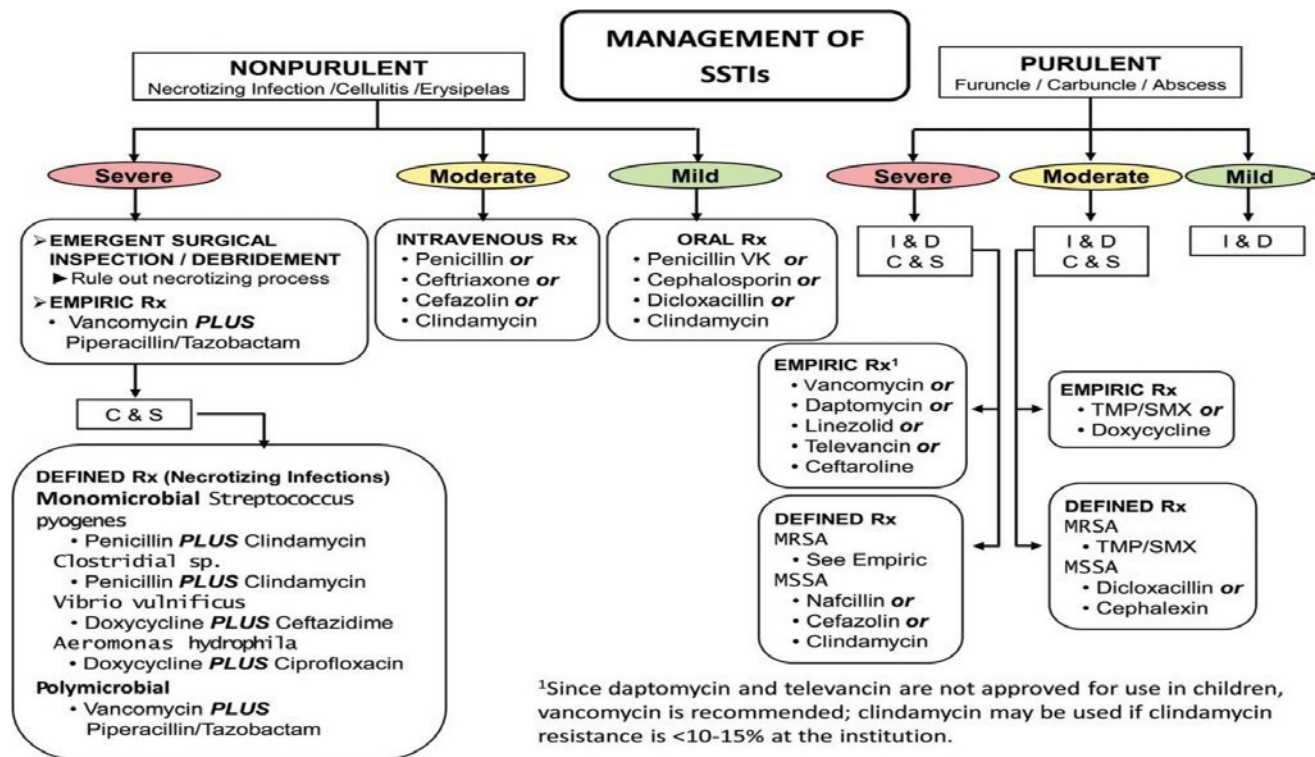 MANAGEMENT OF
SSTIs
NONPURULENT
Necrotizing Infection /Cellulitis /Erysipelas
Severe
➢EMERGENT SURGICAL
INSPECTION / DEBRIDEMENT
► Rule out necrotizing process
➢EMPIRIC Rx
• Vancomycin PLUS
Piperacillin/Tazobactam
C & S
DEFINED Rx (Necrotizing Infections)
Monomicrobial Streptococcus
pyogenes
• Penicillin PLUS Clindamycin
Clostridial sp.
• Penicillin PLUS Clindamycin
Vibrio vulnificus
• Doxycycline PLUS Ceftazidime
Aeromonas hydrophila
• Doxycycline PLUS Ciprofloxacin
Polymicrobial
• Vancomycin PLUS
Piperacillin/Tazobactam
Moderate
INTRAVENOUS Rx
• Penicillin or
• Ceftriaxone or
• Cefazolin or
• Clindamycin
Mild
ORAL Rx
• Penicillin VK or
• Cephalosporin or
• Dicloxacillin or
• Clindamycin
PURULENT
Furuncle / Carbuncle / Abscess
Severe
I & D
C & S
EMPIRIC Rx¹
• Vancomycin or
• Daptomycin or
• Linezolid or
• Televancin or
• Ceftaroline
DEFINED Rx
MRSA
• See Empiric
MSSA
• Nafcillin or
• Cefazolin or
• Clindamycin
Moderate
I & D
C & S
EMPIRIC Rx
• TMP/SMX or
• Doxycycline
DEFINED Rx
MRSA
• TMP/SMX
MSSA
• Dicloxacillin or
• Cephalexin
Mild
I & D
¹Since daptomycin and televancin are not approved for use in children,
vancomycin is recommended; clindamycin may be used if clindamycin
resistance is <10-15% at the institution.